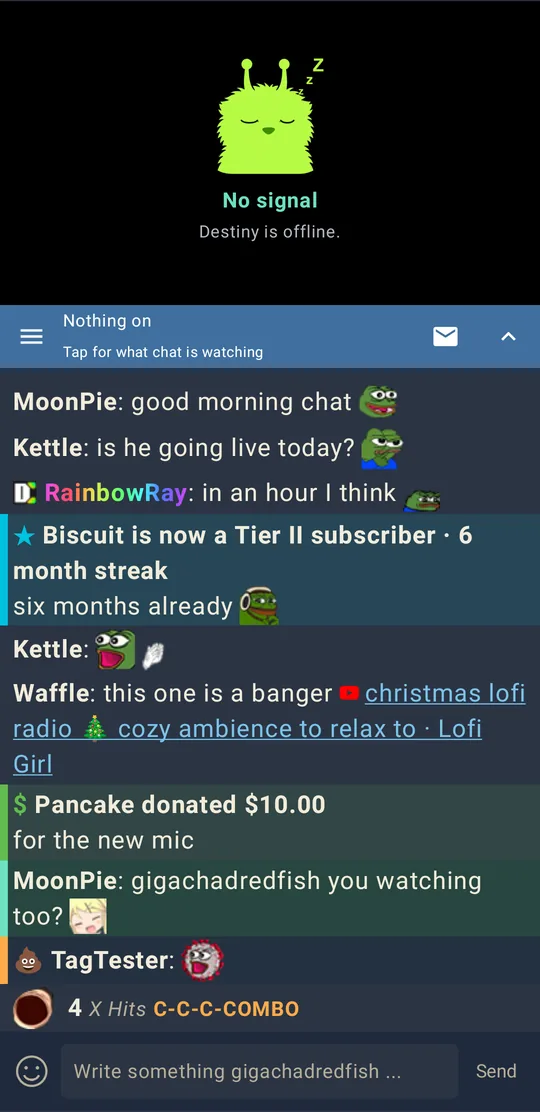 z
z
Z
No signal
Destiny is offline.
Nothing on
Tap for what chat is watching
MoonPie: good morning chat
Kettle: is he going live today?
D RainbowRay: in an hour I think
★ Biscuit is now a Tier II subscriber · 6
month streak
six months already
Kettle:
Waffle: this one is a banger christmas lofi
radio 🎄 cozy ambience to relax to · Lofi
Girl
$ Pancake donated $10.00
for the new mic
MoonPie: gigachadredfish you watching
too?
💩 TagTester:
4 X Hits C-C-C-COMBO
Write something gigachadredfish ... Send